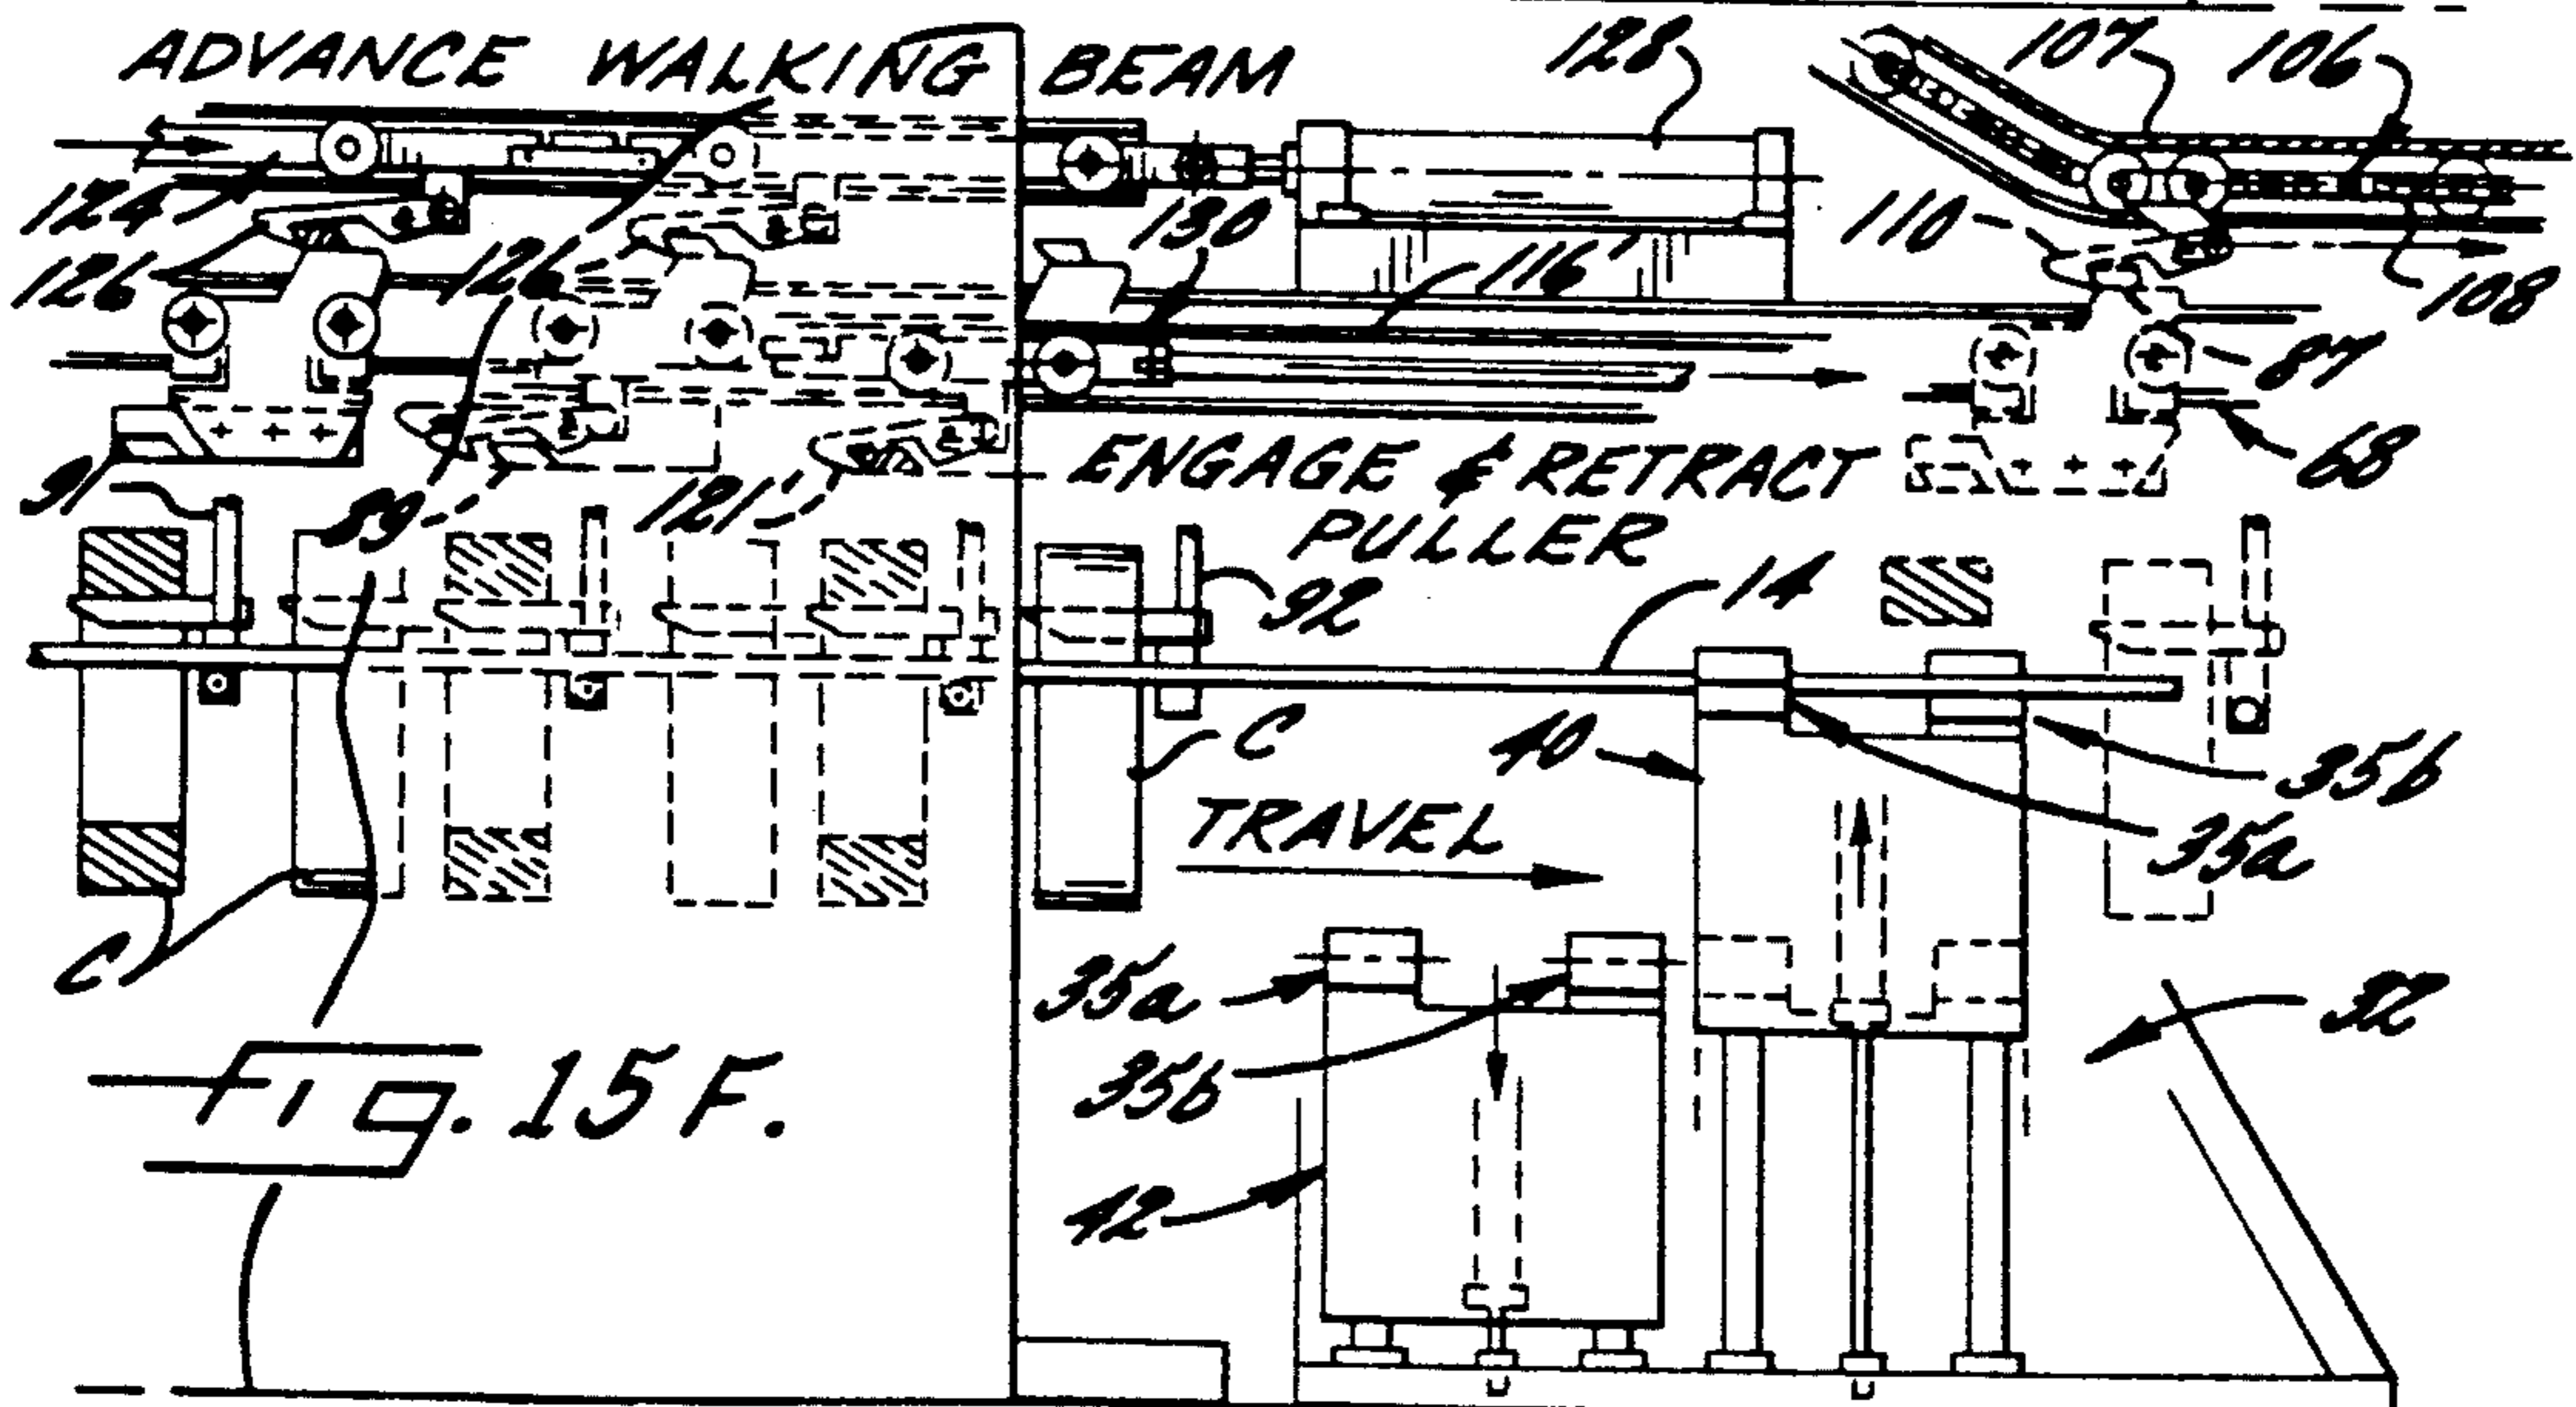 ADVANCE WALKING BEAM
128
107
106
124
126
126
130
116
110
108
87
68
91
89
121'
ENGAGE & RETRACT
PULLER
92
14
C
40
35b
35a
TRAVEL
C
35a
35b
32
42
Fig. 15F.